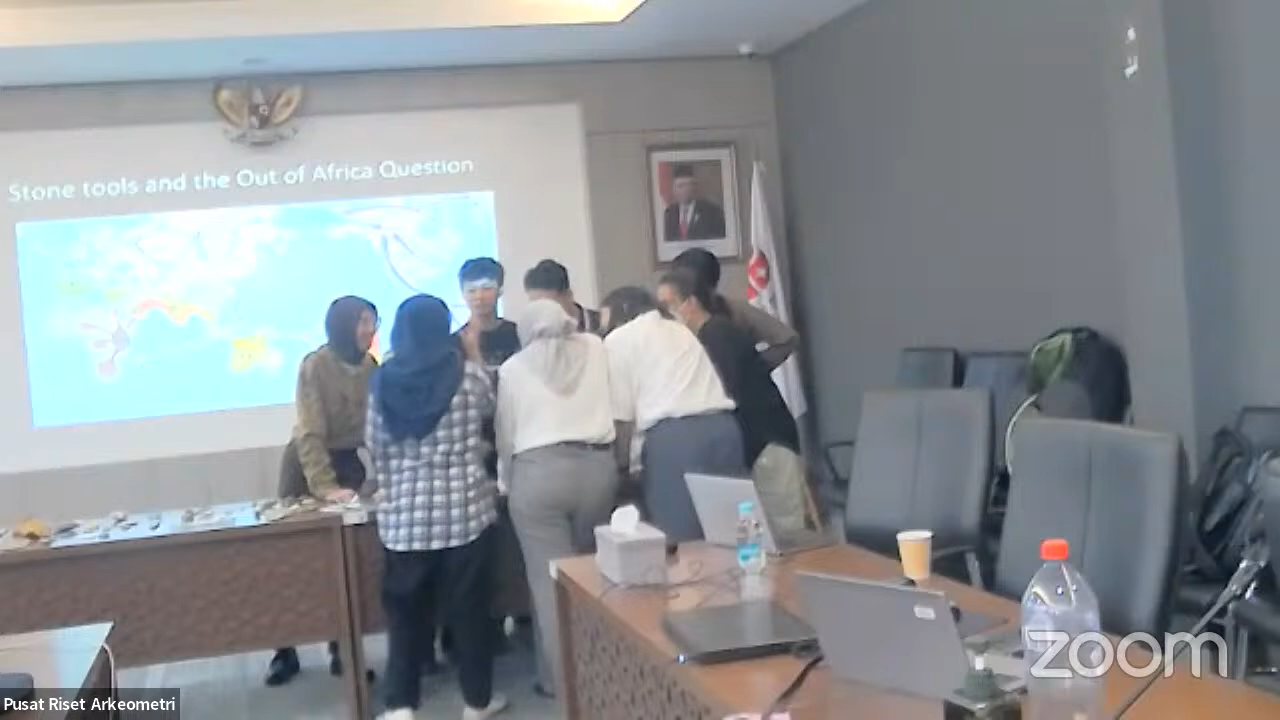 Stone tools and the Out of Africa Question
zoom
Pusat Riset Arkeometri